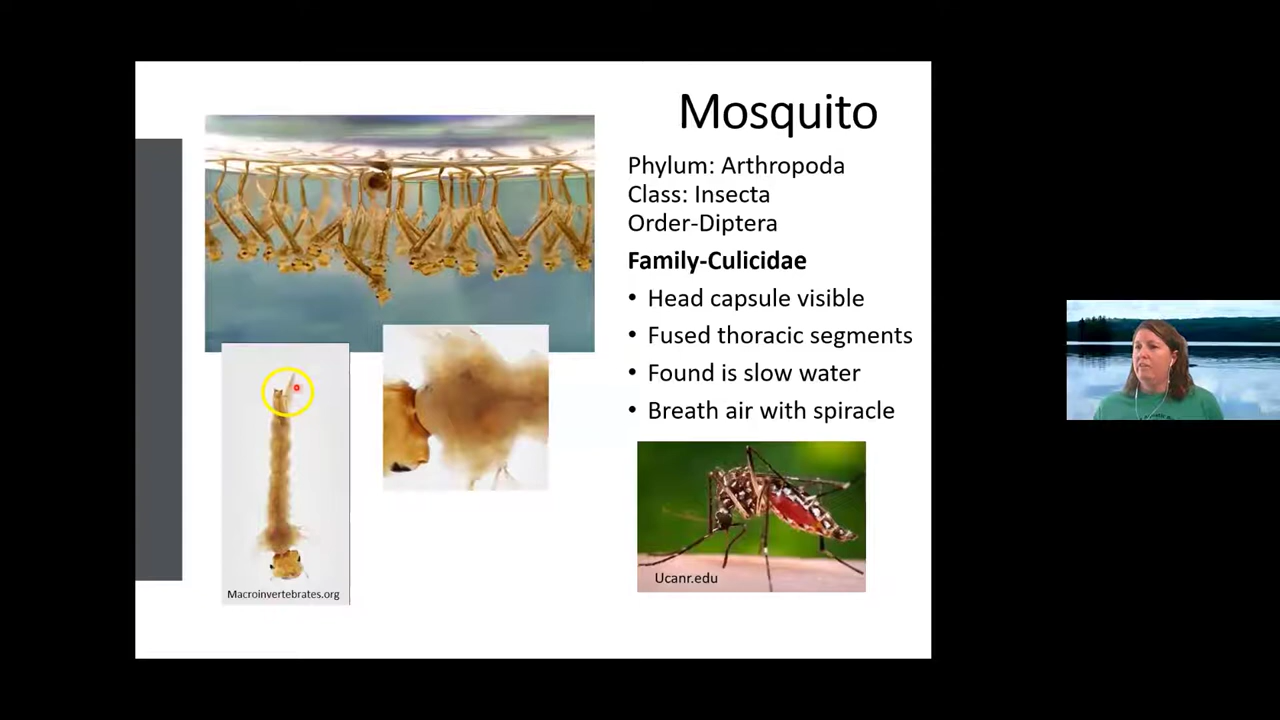 Mosquito
Phylum: Arthropoda
Class: Insecta
Order-Diptera
Family-Culicidae
• Head capsule visible
• Fused thoracic segments
• Found is slow water
• Breath air with spiracle
Ucanr.edu
Macroinvertebrates.org